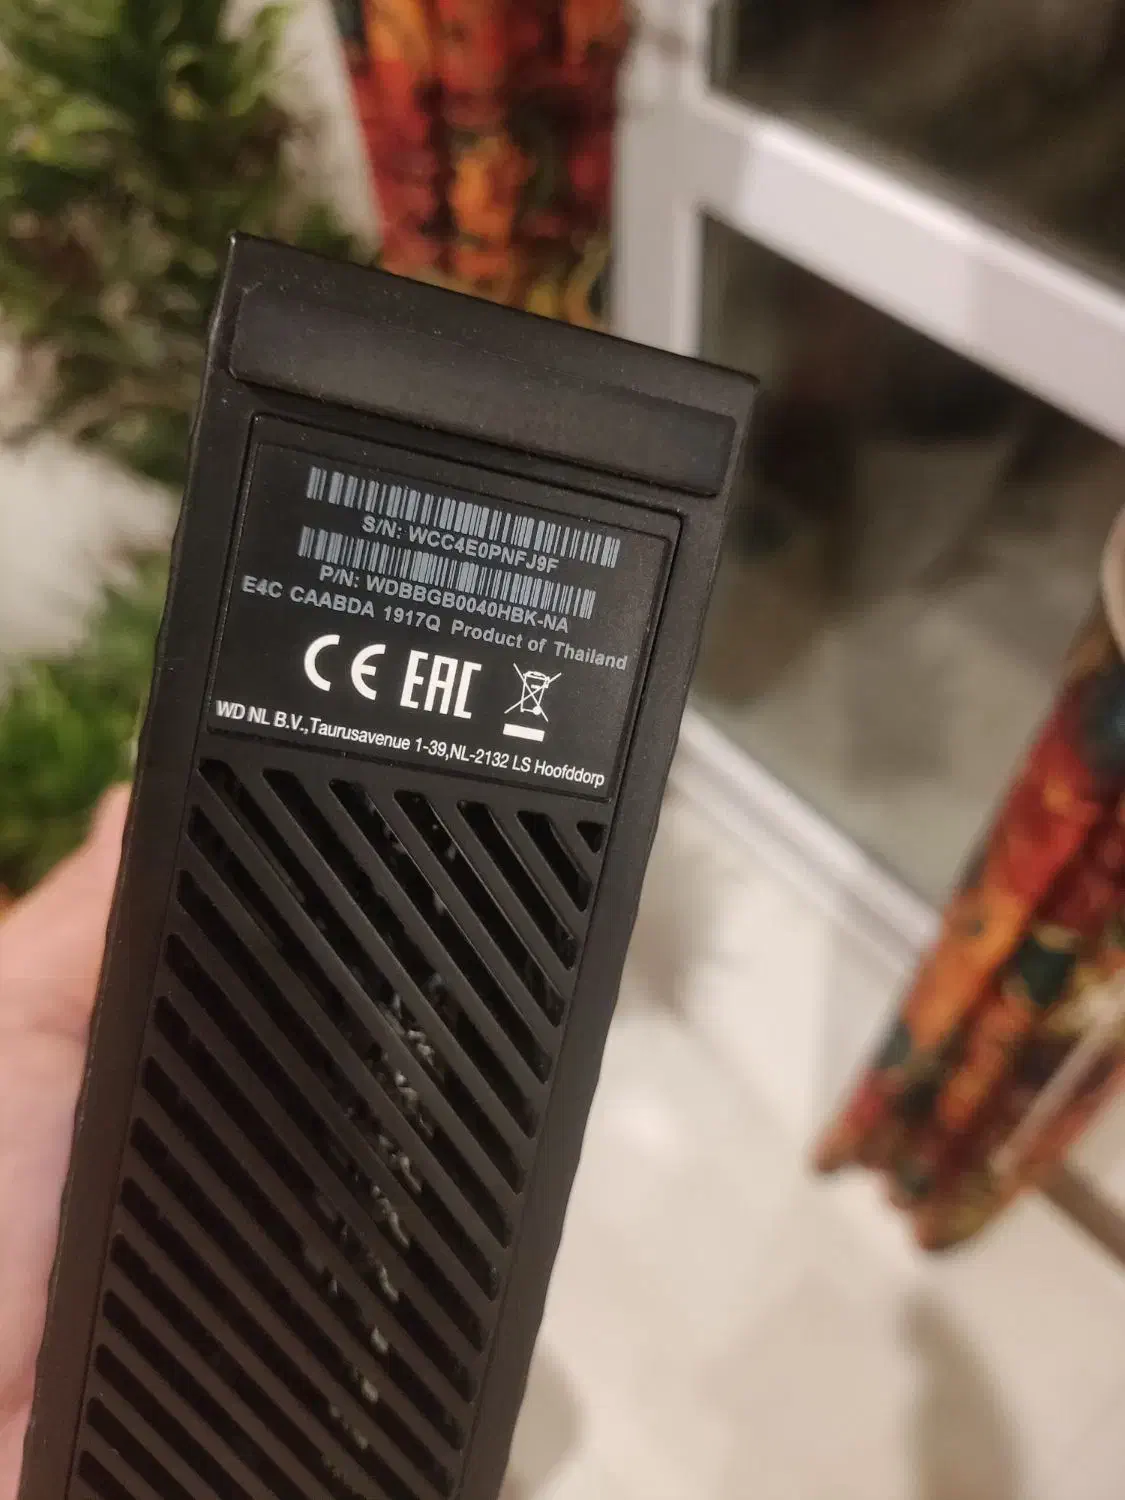 S/N: WCC4E0PNFJ9F
P/N: WDBBGB0040HBK-NA
E4C CAABDA 1917Q Product of Thailand
CE EAC
WD NL B.V.,Taurusavenue 1-39,NL-2132 LS Hoofddorp